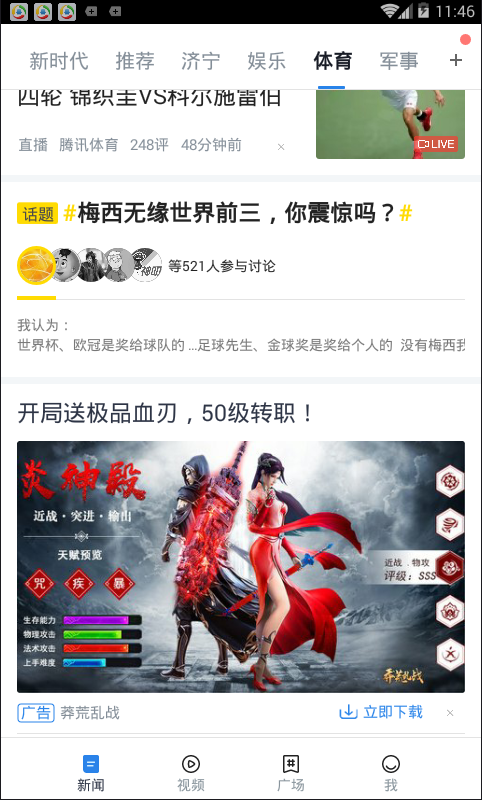 11:46
新时代 推荐 济宁 娱乐 体育 军事 +
四轮 锦织圭VS科尔施雷伯
LIVE
直播 腾讯体育 248评 48分钟前 ×
话题 #梅西无缘世界前三，你震惊吗？#
等521人参与讨论
我认为：
世界杯、欧冠是奖给球队的 ...足球先生、金球奖是奖给个人的 没有梅西我
开局送极品血刃，50级转职！
炎神殿
近战·突进·输出
天赋预览
咒 疾 暴
近战．物攻
评级：SSS
生存能力
物理攻击
法术攻击
上手难度
莽荒乱战
广告 莽荒乱战 立即下载 ×
新闻 视频 广场 我